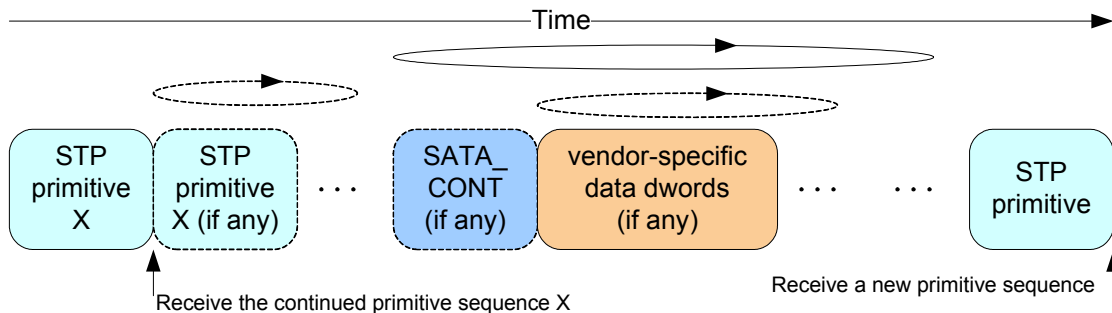 Time
STP
primitive
X
STP
primitive
X (if any)
. . .
SATA_
CONT
(if any)
vendor-specific
data dwords
(if any)
. . .
. . .
STP
primitive
Receive the continued primitive sequence X
Receive a new primitive sequence